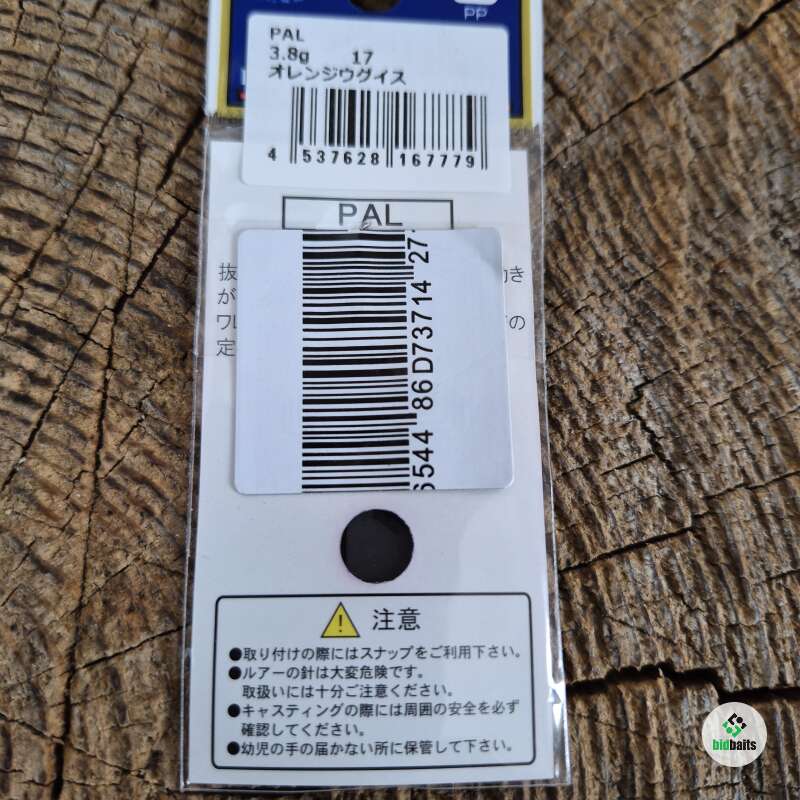 PP
PAL
3.8g 17
オレンジウグイス
4 537628 167779
PAL
抜
が
ワ
の
定
6544 86D73714 27
注意
●取り付けの際にはスナップをご利用下さい。
●ルアーの針は大変危険です。
取扱いには十分ご注意ください。
●キャスティングの際には周囲の安全を必ず
確認してください。
●幼児の手の届かない所に保管して下さい。
bidbaits